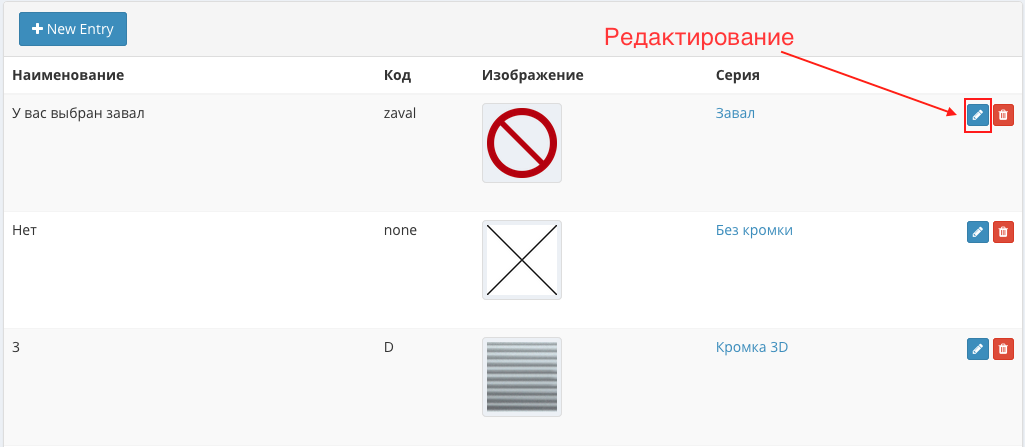 New Entry
Редактирование
Наименование Код Изображение Серия
У вас выбран завал zaval Завал
Нет none Без кромки
3 D Кромка 3D